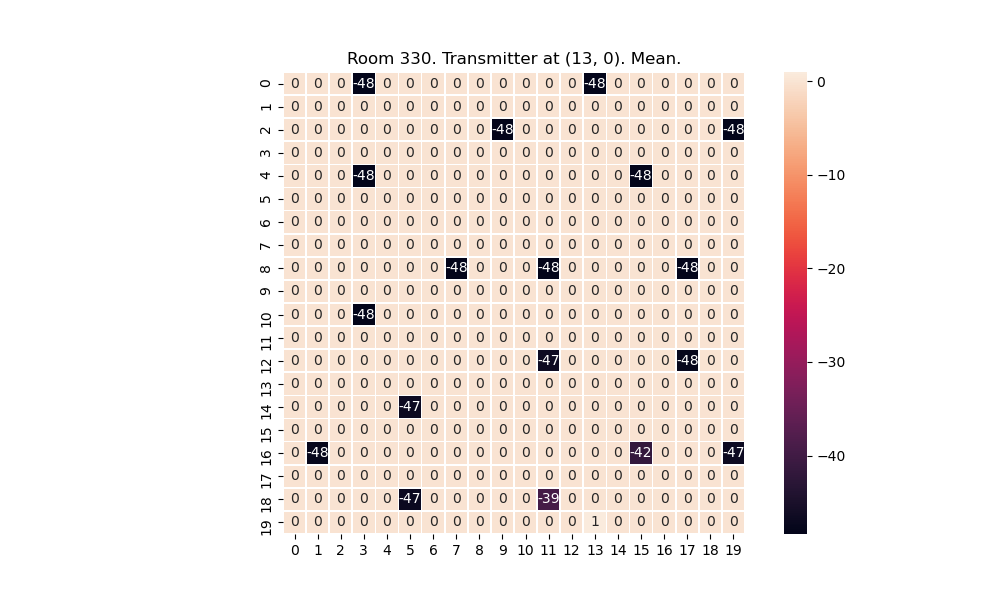 Room 330. Transmitter at (13, 0). Mean.
0 0 0 0 -48 0 0 0 0 0 0 0 0 0 -48 0 0 0 0 0 0
1 0 0 0 0 0 0 0 0 0 0 0 0 0 0 0 0 0 0 0 0
2 0 0 0 0 0 0 0 0 0 -48 0 0 0 0 0 0 0 0 0 -48
3 0 0 0 0 0 0 0 0 0 0 0 0 0 0 0 0 0 0 0 0
4 0 0 0 -48 0 0 0 0 0 0 0 0 0 0 0 -48 0 0 0 0
5 0 0 0 0 0 0 0 0 0 0 0 0 0 0 0 0 0 0 0 0
6 0 0 0 0 0 0 0 0 0 0 0 0 0 0 0 0 0 0 0 0
7 0 0 0 0 0 0 0 0 0 0 0 0 0 0 0 0 0 0 0 0
8 0 0 0 0 0 0 0 -48 0 0 0 -48 0 0 0 0 0 -48 0 0
9 0 0 0 0 0 0 0 0 0 0 0 0 0 0 0 0 0 0 0 0
10 0 0 0 -48 0 0 0 0 0 0 0 0 0 0 0 0 0 0 0 0
11 0 0 0 0 0 0 0 0 0 0 0 0 0 0 0 0 0 0 0 0
12 0 0 0 0 0 0 0 0 0 0 0 -47 0 0 0 0 0 -48 0 0
13 0 0 0 0 0 0 0 0 0 0 0 0 0 0 0 0 0 0 0 0
14 0 0 0 0 0 -47 0 0 0 0 0 0 0 0 0 0 0 0 0 0
15 0 0 0 0 0 0 0 0 0 0 0 0 0 0 0 0 0 0 0 0
16 0 -48 0 0 0 0 0 0 0 0 0 0 0 0 0 -42 0 0 0 -47
17 0 0 0 0 0 0 0 0 0 0 0 0 0 0 0 0 0 0 0 0
18 0 0 0 0 0 -47 0 0 0 0 0 -39 0 0 0 0 0 0 0 0
19 0 0 0 0 0 0 0 0 0 0 0 0 0 1 0 0 0 0 0 0
0 1 2 3 4 5 6 7 8 9 10 11 12 13 14 15 16 17 18 19
0
−10
−20
−30
−40